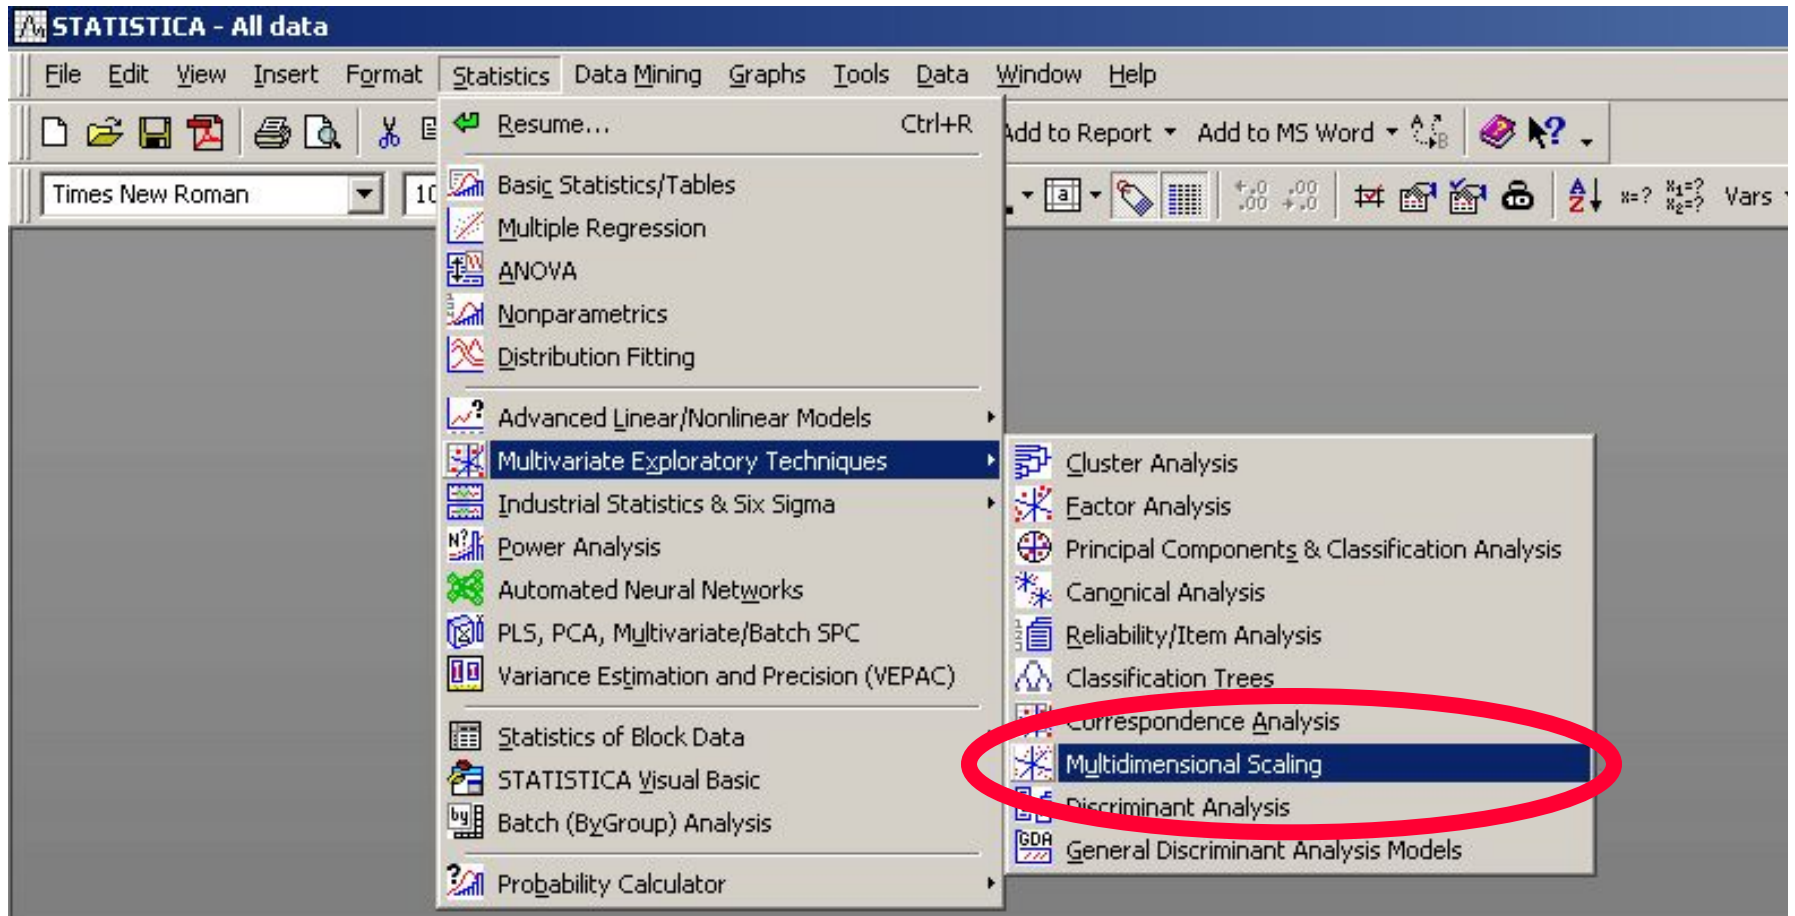 STATISTICA - All data
File Edit View Insert Format Statistics Data Mining Graphs Tools Data Window Help
Add to Report Add to MS Word
Times New Roman 10 Vars
Resume... Ctrl+R
Basic Statistics/Tables
Multiple Regression
ANOVA
Nonparametrics
Distribution Fitting
Advanced Linear/Nonlinear Models
Multivariate Exploratory Techniques
Industrial Statistics & Six Sigma
Power Analysis
Automated Neural Networks
PLS, PCA, Multivariate/Batch SPC
Variance Estimation and Precision (VEPAC)
Statistics of Block Data
STATISTICA Visual Basic
Batch (ByGroup) Analysis
Probability Calculator
Cluster Analysis
Factor Analysis
Principal Components & Classification Analysis
Canonical Analysis
Reliability/Item Analysis
Classification Trees
Correspondence Analysis
Multidimensional Scaling
Discriminant Analysis
General Discriminant Analysis Models